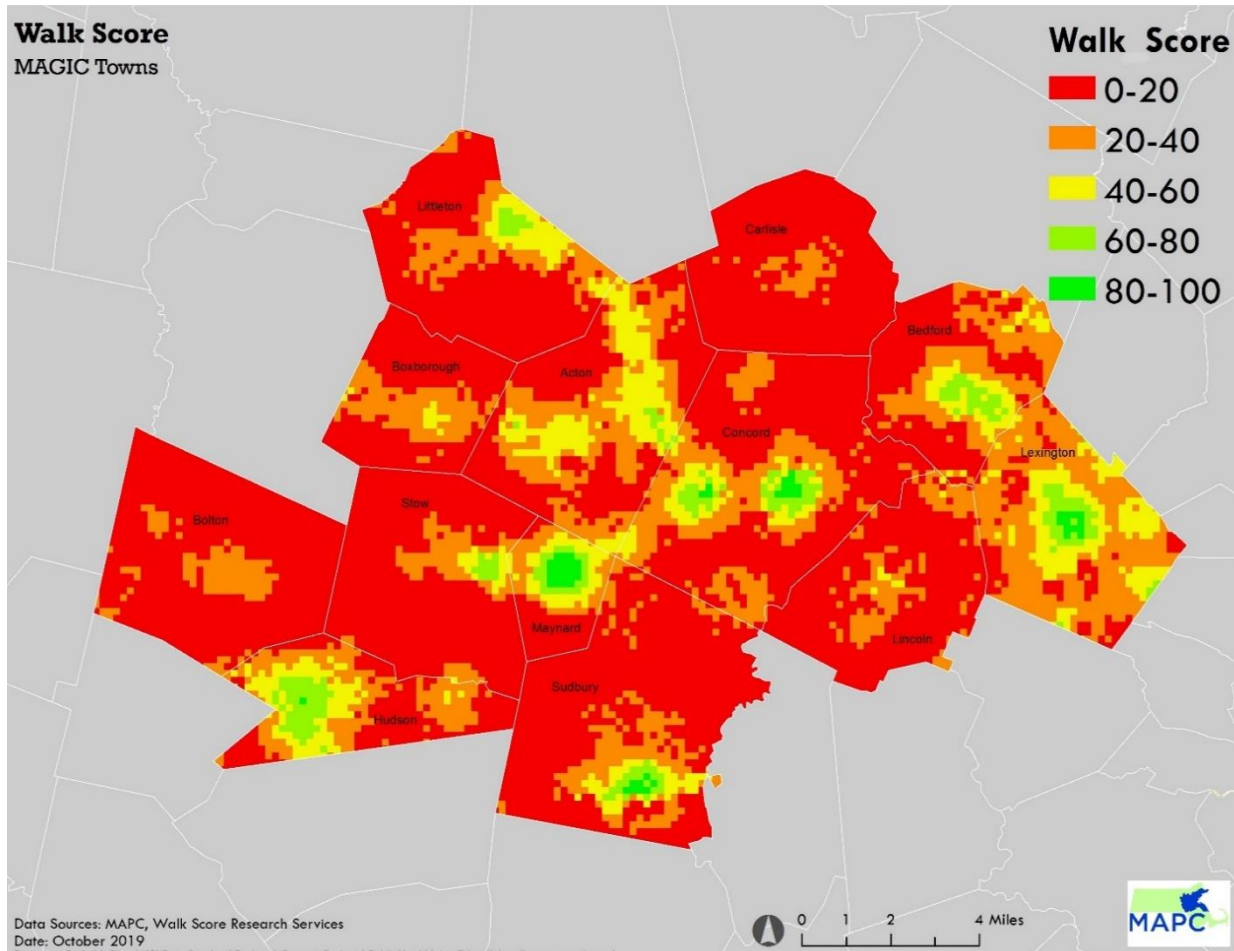 Walk Score
MAGIC Towns
Walk Score
0-20
20-40
40-60
60-80
80-100
Littleton
Carlisle
Bedford
Boxborough
Acton
Concord
Lexington
Stow
Bolton
Maynard
Lincoln
Sudbury
Hudson
Data Sources: MAPC, Walk Score Research Services
Date: October 2019
0 1 2 4 Miles
MAPC